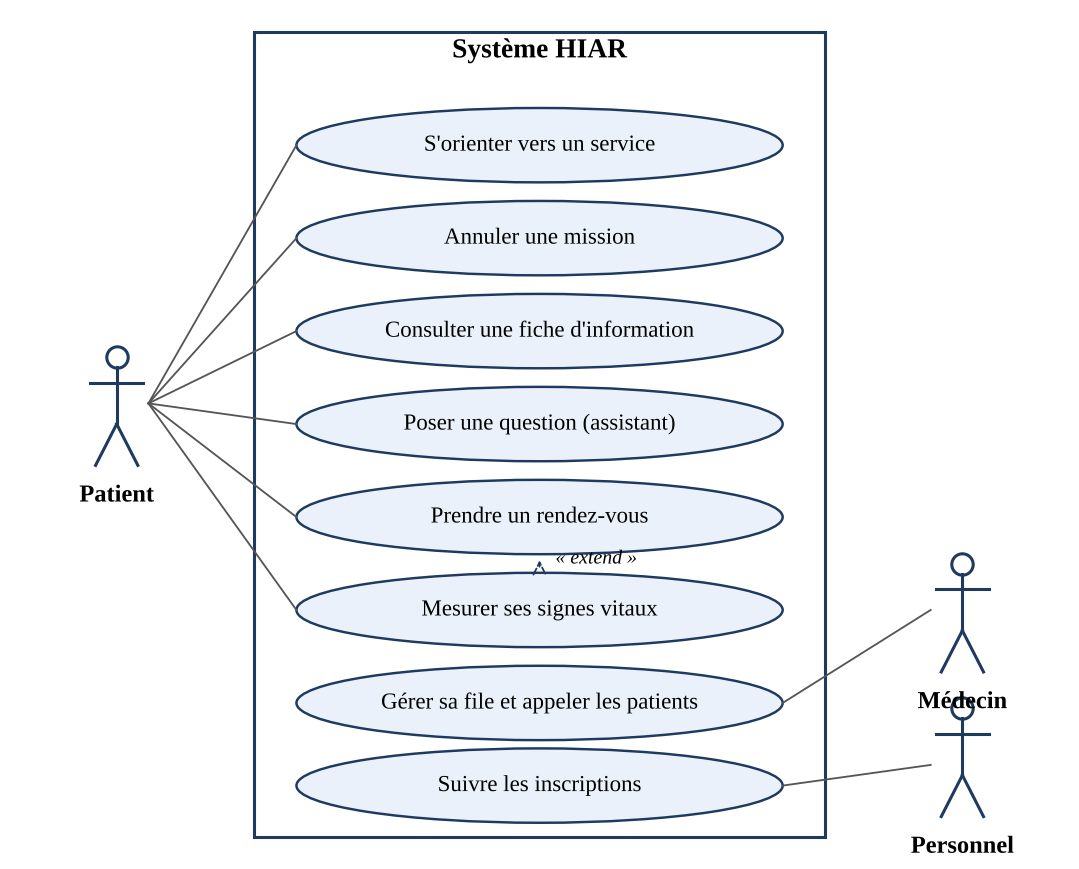 Système HIAR
S'orienter vers un service
Annuler une mission
Consulter une fiche d'information
Poser une question (assistant)
Patient
Prendre un rendez-vous
« extend »
Mesurer ses signes vitaux
Gérer sa file et appeler les patients
Médecin
Suivre les inscriptions
Personnel